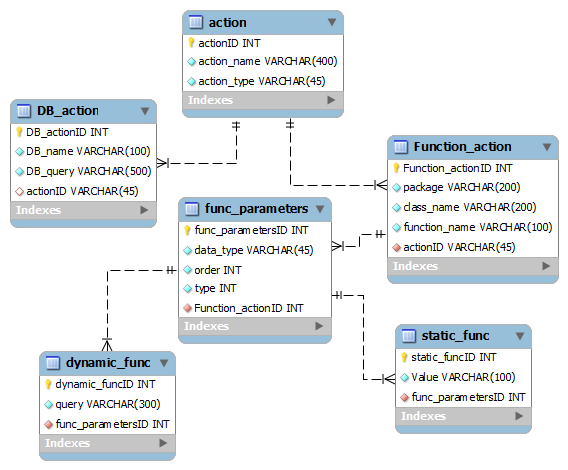 action
actionID INT
action_name VARCHAR(400)
action_type VARCHAR(45)
Indexes
DB_action
DB_actionID INT
DB_name VARCHAR(100)
DB_query VARCHAR(500)
actionID VARCHAR(45)
Indexes
Function_action
Function_actionID INT
package VARCHAR(200)
class_name VARCHAR(200)
function_name VARCHAR(100)
actionID VARCHAR(45)
Indexes
func_parameters
func_parametersID INT
data_type VARCHAR(45)
order INT
type INT
Function_actionID INT
Indexes
static_func
static_funcID INT
Value VARCHAR(100)
func_parametersID INT
Indexes
dynamic_func
dynamic_funcID INT
query VARCHAR(300)
func_parametersID INT
Indexes